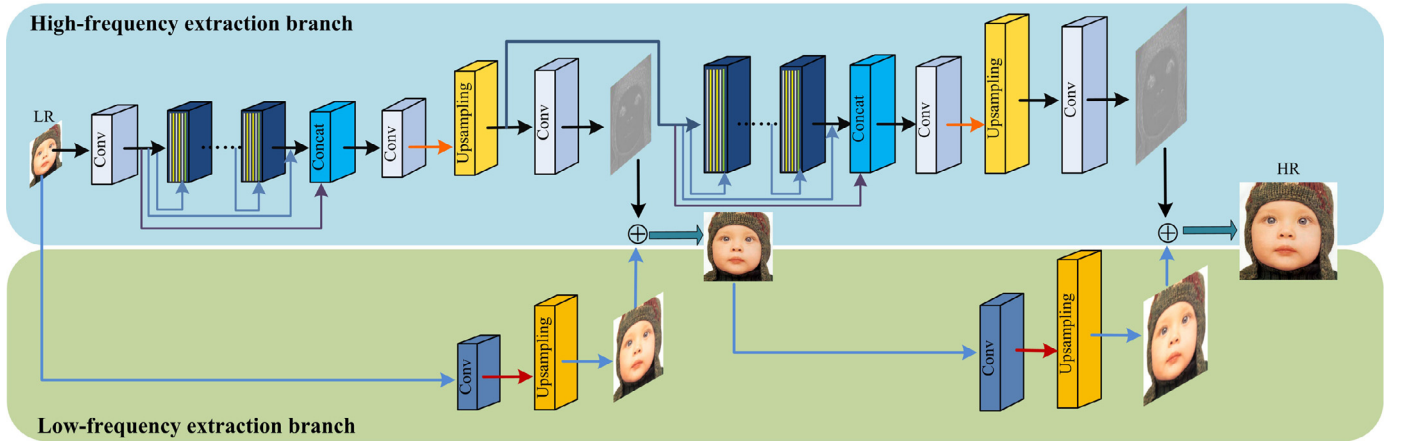 High-frequency extraction branch
LR
Conv
Concat
Conv
Upsampling
Conv
Concat
Conv
Upsampling
Conv
HR
Conv
Upsampling
Conv
Upsampling
Low-frequency extraction branch